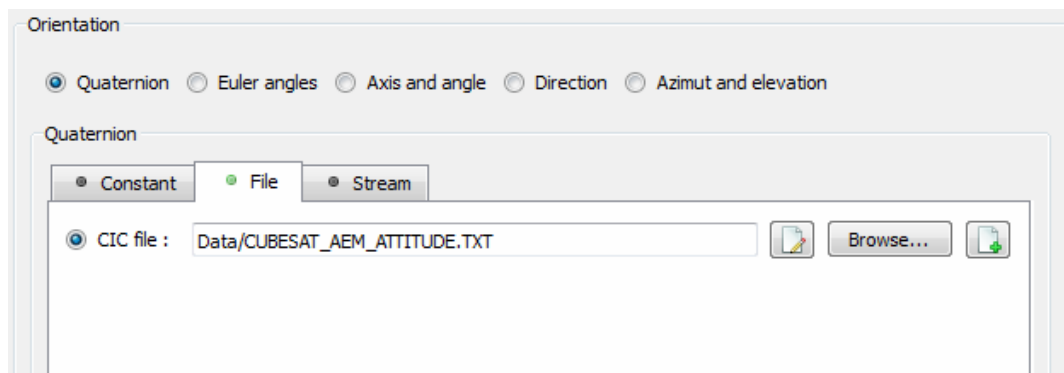 Orientation
Quaternion Euler angles Axis and angle Direction Azimut and elevation
Quaternion
Constant File Stream
CIC file : Data/CUBESAT_AEM_ATTITUDE.TXT Browse...